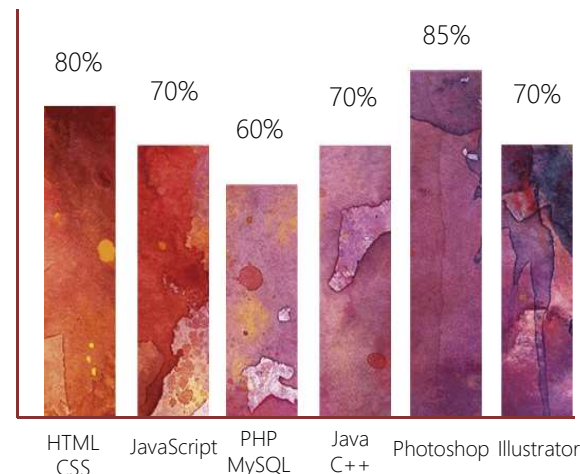 80%
70%
60%
70%
85%
70%
HTML
CSS
JavaScript
PHP
MySQL
Java
C++
Photoshop
Illustrator